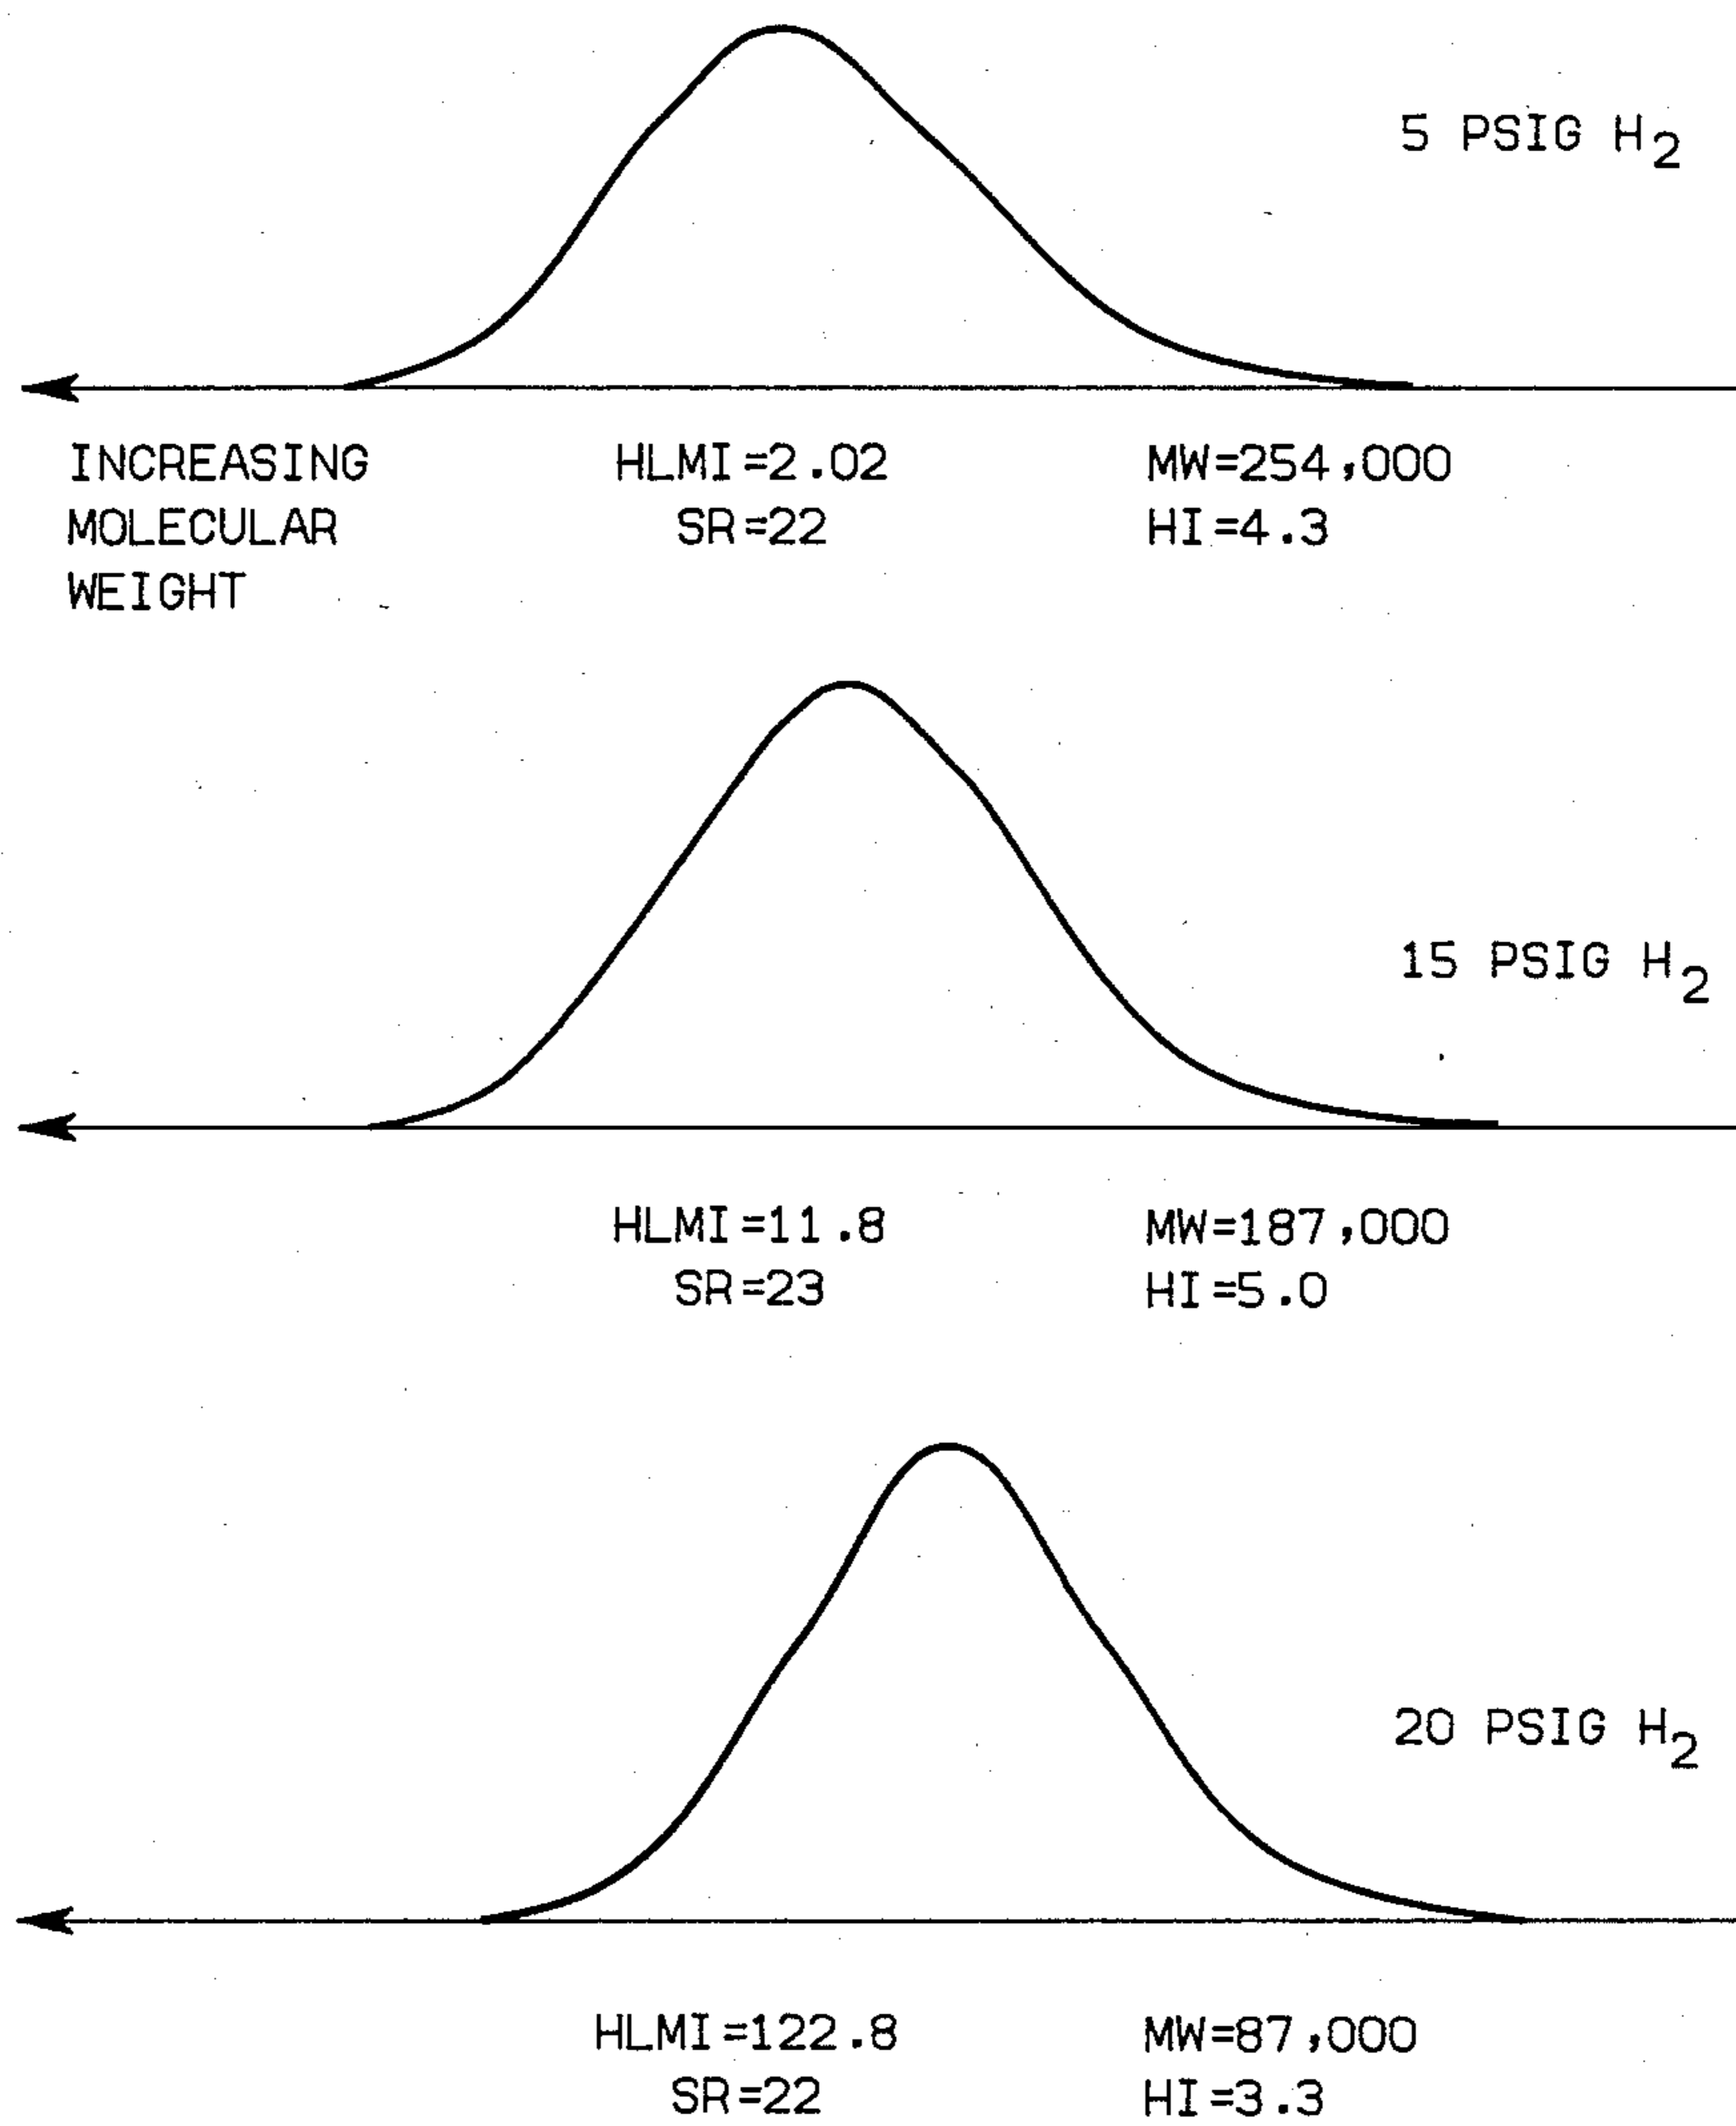 5 PSIG H2
INCREASING
MOLECULAR
WEIGHT
HLMI=2.02
SR=22
MW=254,000
HI=4.3
15 PSIG H2
HLMI=11.8
SR=23
MW=187,000
HI=5.0
20 PSIG H2
HLMI=122.8
SR=22
MW=87,000
HI=3.3